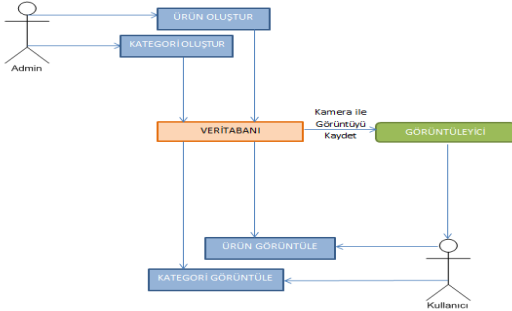 ÜRÜN OLUŞTUR
KATEGORİ OLUŞTUR
Admin
VERİTABANI
Kamera ile
Görüntüyü
Kaydet
GÖRÜNTÜLEYİCİ
ÜRÜN GÖRÜNTÜLE
KATEGORİ GÖRÜNTÜLE
Kullanıcı